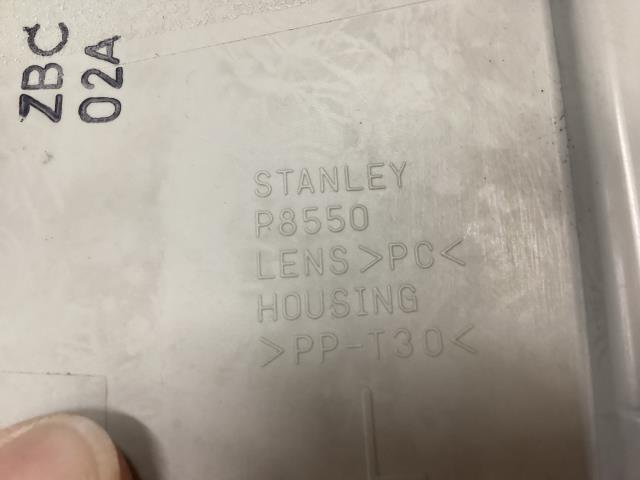 ZBC
02A
STANLEY
P8550
LENS>PC<
HOUSING
>PP-T30<